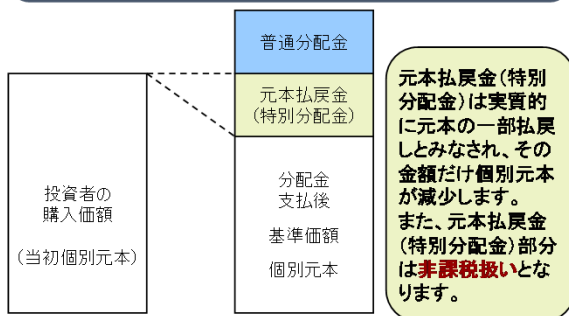 普通分配金
元本払戻金
(特別分配金)
投資者の
購入価額
(当初個別元本)
分配金
支払後
基準価額
個別元本
元本払戻金(特別
分配金)は実質的
に元本の一部払戻
しとみなされ、その
金額だけ個別元本
が減少します。
また、元本払戻金
(特別分配金)部分
は非課税扱いとな
ります。